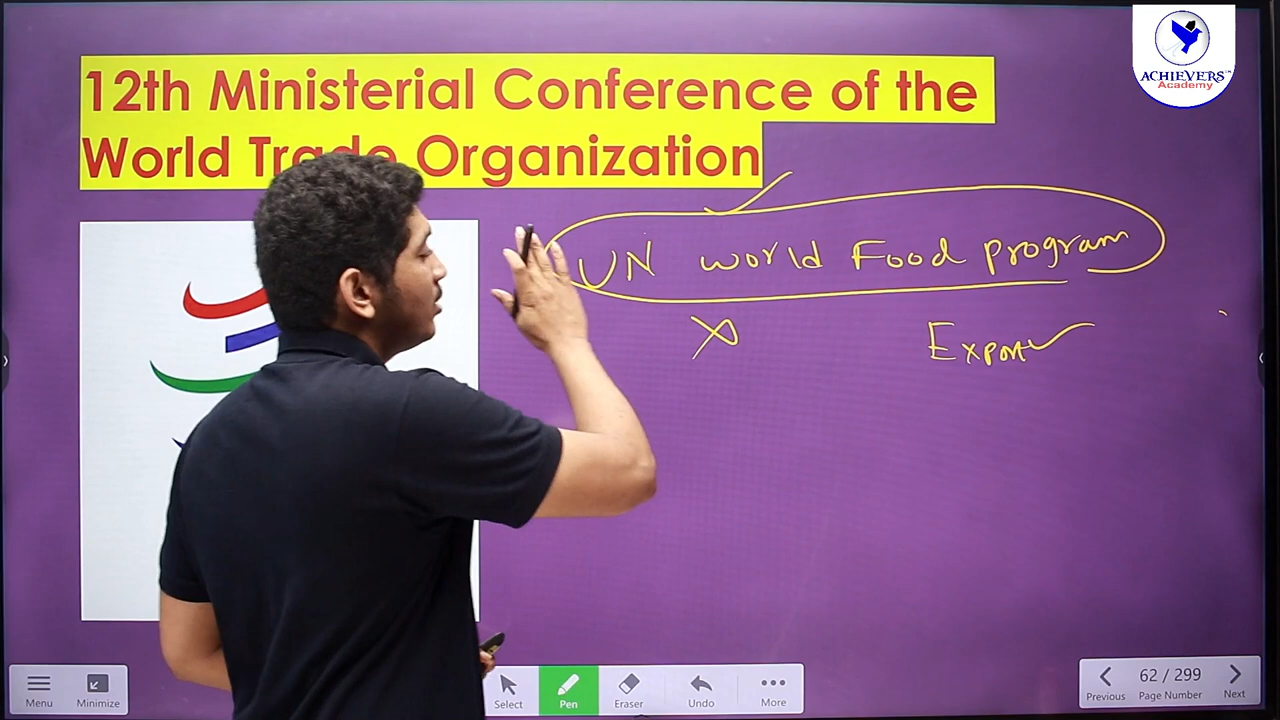 12th Ministerial Conference of the
World Trade Organization
ACHIEVERS
Academy
UN world Food program
Export
Menu
Minimize
Select
Pen
Eraser
Undo
More
Previous
62 / 299
Page Number
Next